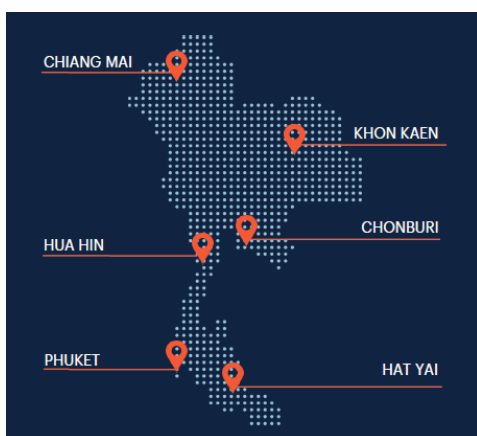 CHIANG MAI
KHON KAEN
CHONBURI
HUA HIN
PHUKET
HAT YAI